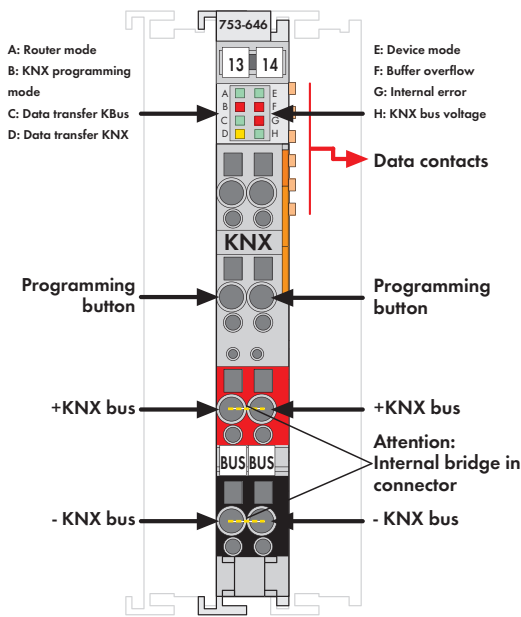 753-646
13 14
A: Router mode
B: KNX programming
mode
C: Data transfer KBus
D: Data transfer KNX
E: Device mode
F: Buffer overflow
G: Internal error
H: KNX bus voltage
A E
B F
C G
D H
Data contacts
KNX
Programming
button
Programming
button
+KNX bus
+KNX bus
Attention:
Internal bridge in
connector
BUS BUS
- KNX bus
- KNX bus